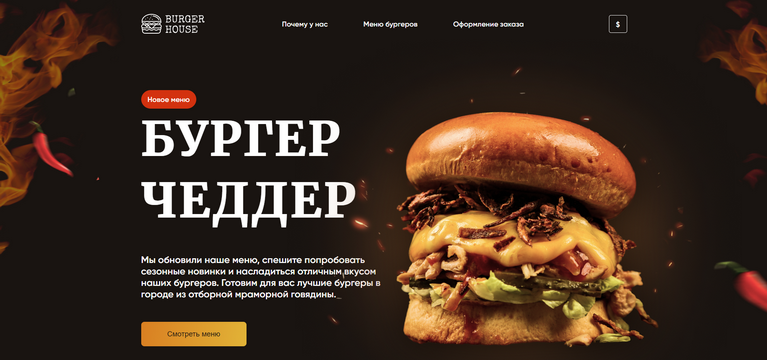 BURGER
HOUSE
Почему у нас
Меню бургеров
Оформление заказа
$
Новое меню
БУРГЕР
ЧЕДДЕР
Мы обновили наше меню, спешите попробовать
сезонные новинки и насладиться отличным вкусом
наших бургеров. Готовим для вас лучшие бургеры в
городе из отборной мраморной говядины.
Смотреть меню